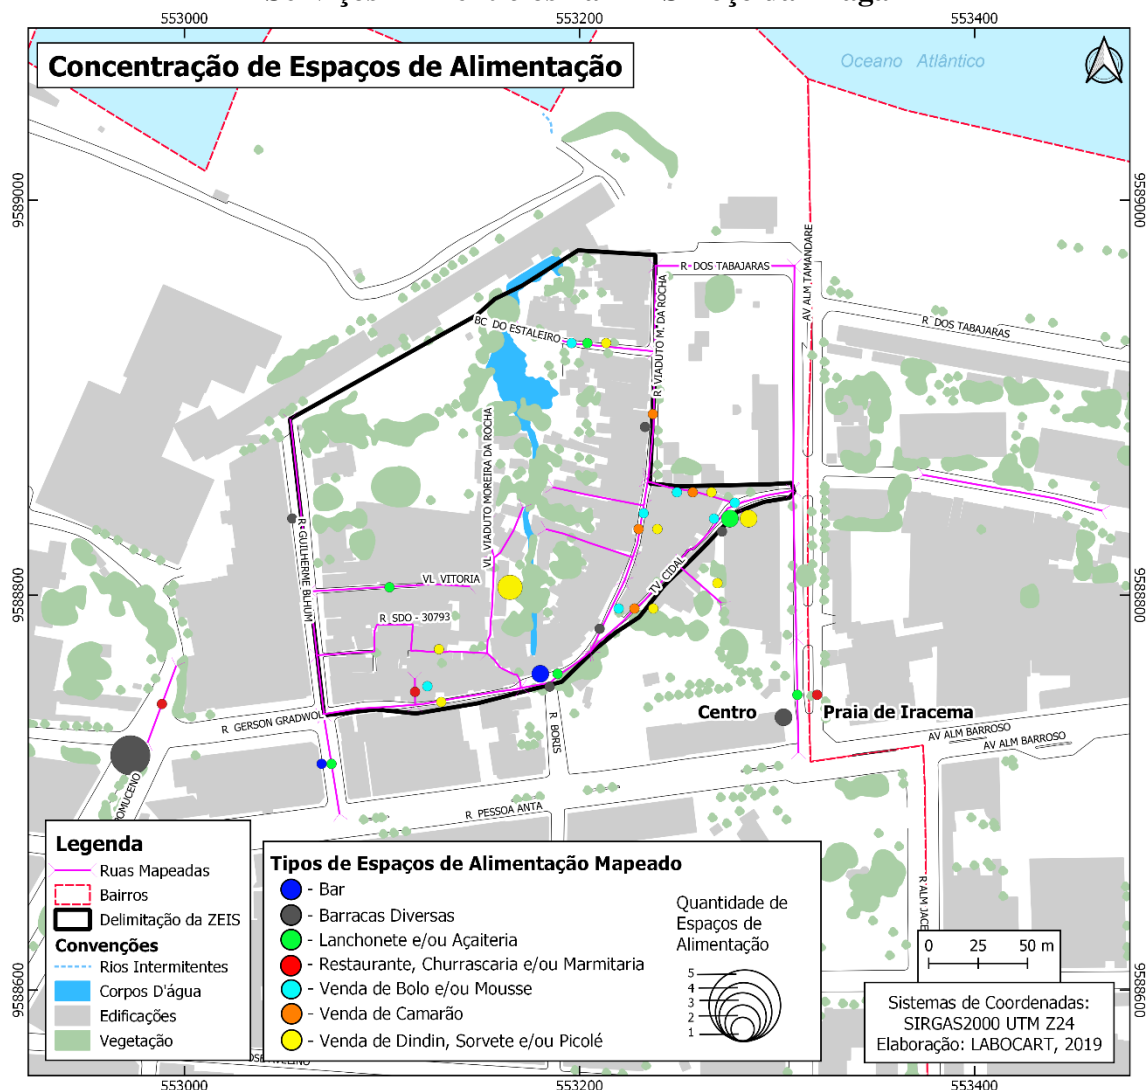 553000
553200
553400
Concentração de Espaços de Alimentação
Oceano Atlântico
9589000
9589000
AV ALM TAMANDARE
R DOS TABAJARAS
R VIADUTO M. DA ROCHA
R DOS TABAJARAS
BC DO ESTALEIRO
VL VIADUTO MOREIRA DA ROCHA
R GUILHERME BLHUM
VL VITORIA
TV CIDAL
9588800
9588800
R SDO - 30793
R GERSON GRADWOL
R BORIS
Centro
Praia de Iracema
AV ALM BARROSO
AV ALM BARROSO
OMUCENO
R PESSOA ANTA
R ALM JACE
Legenda
Ruas Mapeadas
Bairros
Delimitação da ZEIS
Convenções
Rios Intermitentes
Corpos D'água
Edificações
Vegetação
Tipos de Espaços de Alimentação Mapeado
- Bar
- Barracas Diversas
- Lanchonete e/ou Açaiteria
- Restaurante, Churrascaria e/ou Marmitaria
- Venda de Bolo e/ou Mousse
- Venda de Camarão
- Venda de Dindin, Sorvete e/ou Picolé
Quantidade de
Espaços de
Alimentação
5
4
3
2
1
0 25 50 m
9588600
9588600
Sistemas de Coordenadas:
SIRGAS2000 UTM Z24
Elaboração: LABOCART, 2019
553000
553200
553400